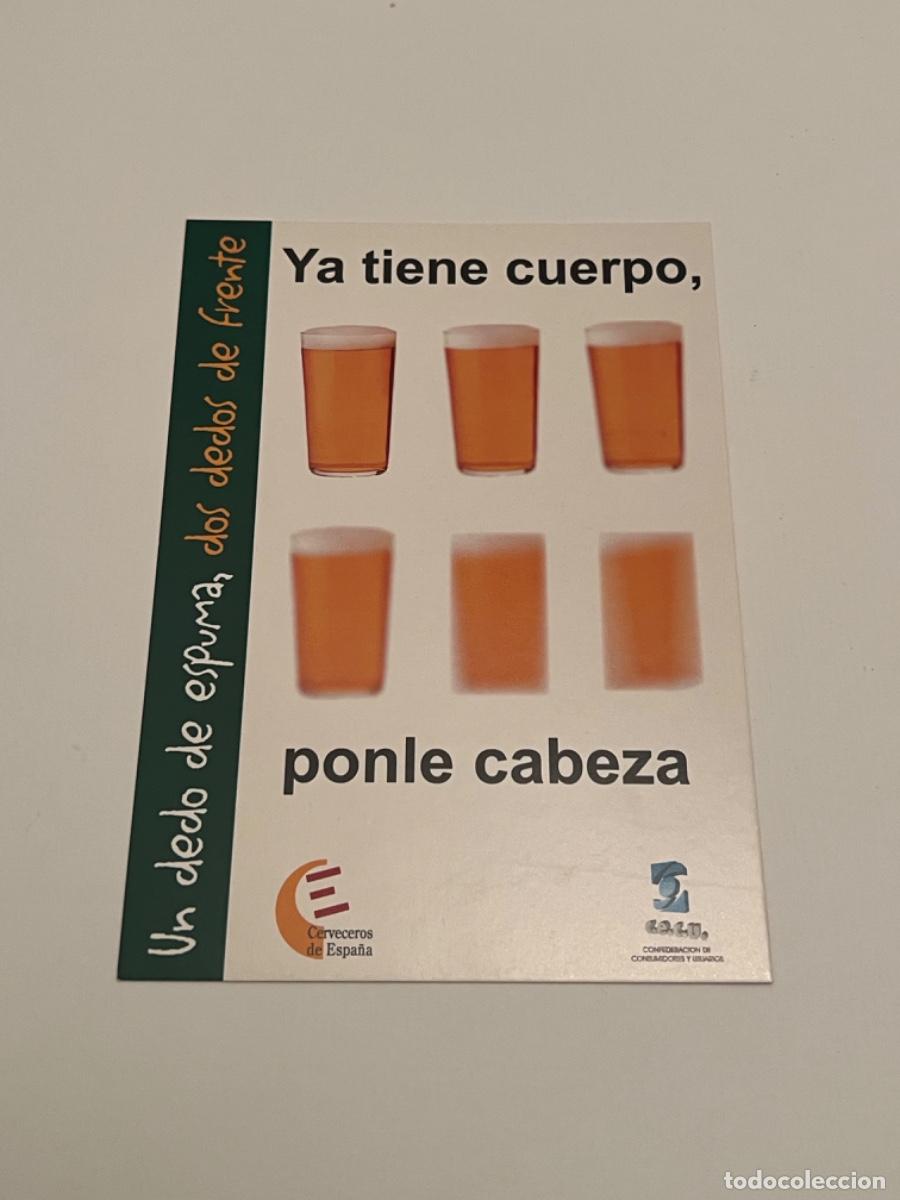 Ya tiene cuerpo,
ponle cabeza
Un dedo de espuma, dos dedos de frente
Cerveceros
de España
c.e.c.u.
CONFEDERACION DE
CONSUMIDORES Y USUARIOS
todocoleccion